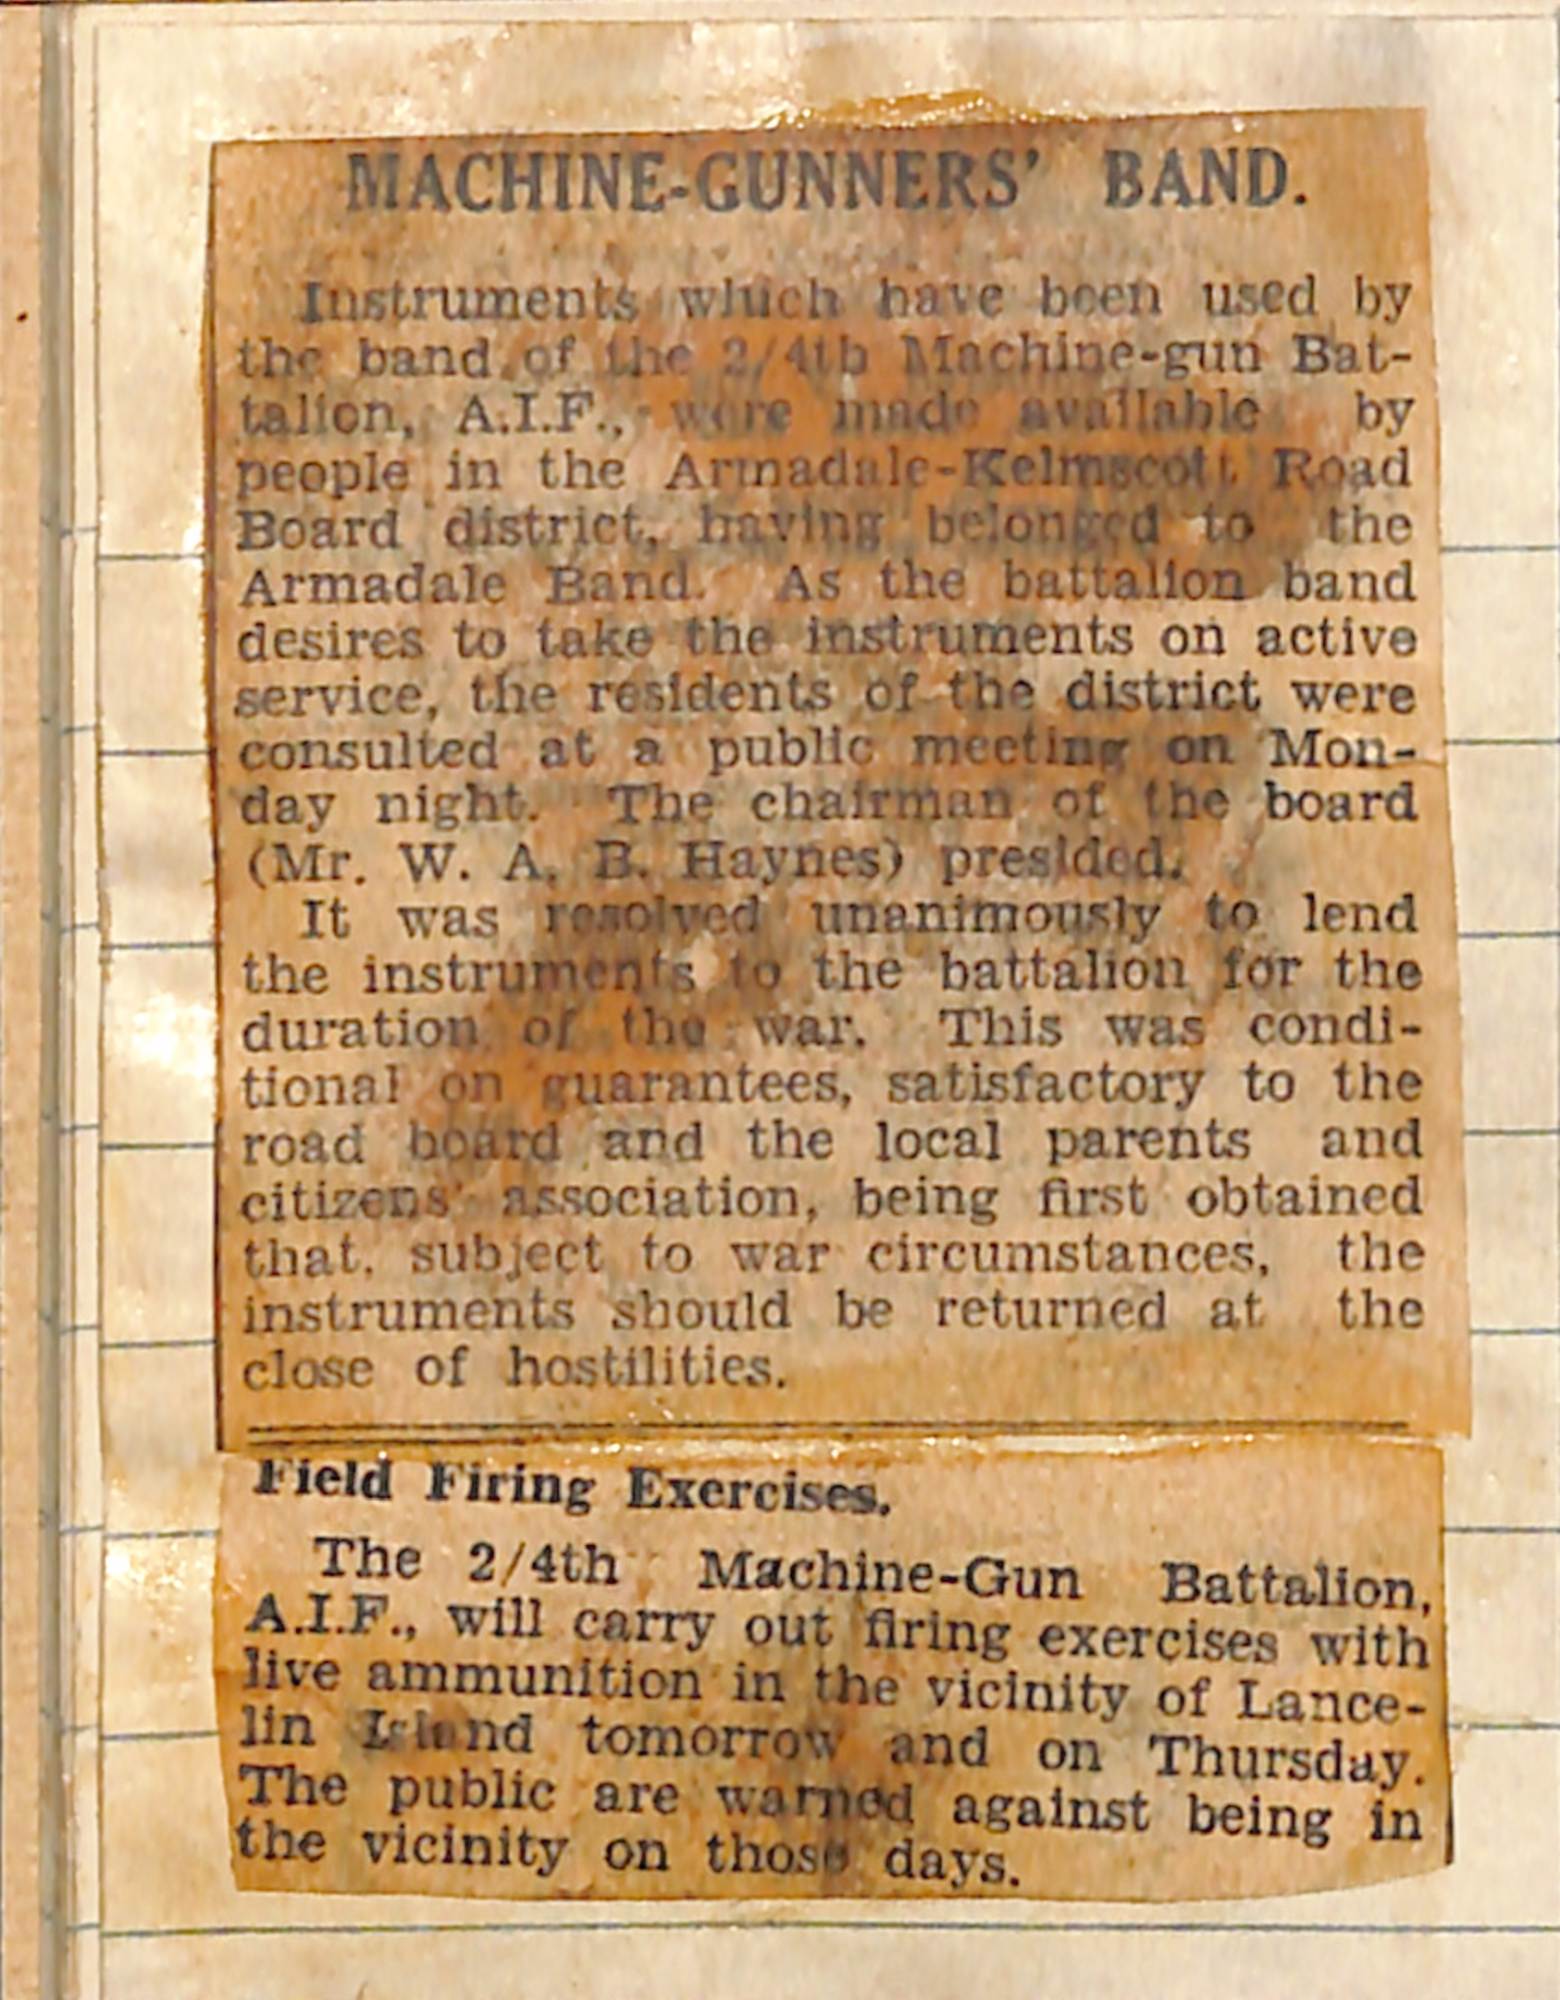 MACHINE-GUNNERS' BAND.
Instruments which have been used by
the band of the 2/4th Machine-gun Bat-
talion, A.I.F., were made available by
people in the Armadale-Kelmscott Road
Board district, having belonged to the
Armadale Band. As the battalion band
desires to take the instruments on active
service, the residents of the district were
consulted at a public meeting on Mon-
day night. The chairman of the board
(Mr. W. A. B. Haynes) presided.
It was resolved unanimously to lend
the instruments to the battalion for the
duration of the war. This was condi-
tional on guarantees, satisfactory to the
road board and the local parents and
citizens' association, being first obtained
that, subject to war circumstances, the
instruments should be returned at the
close of hostilities.
Field Firing Exercises.
The 2/4th Machine-Gun Battalion,
A.I.F., will carry out firing exercises with
live ammunition in the vicinity of Lance-
lin Island tomorrow and on Thursday.
The public are warned against being in
the vicinity on those days.